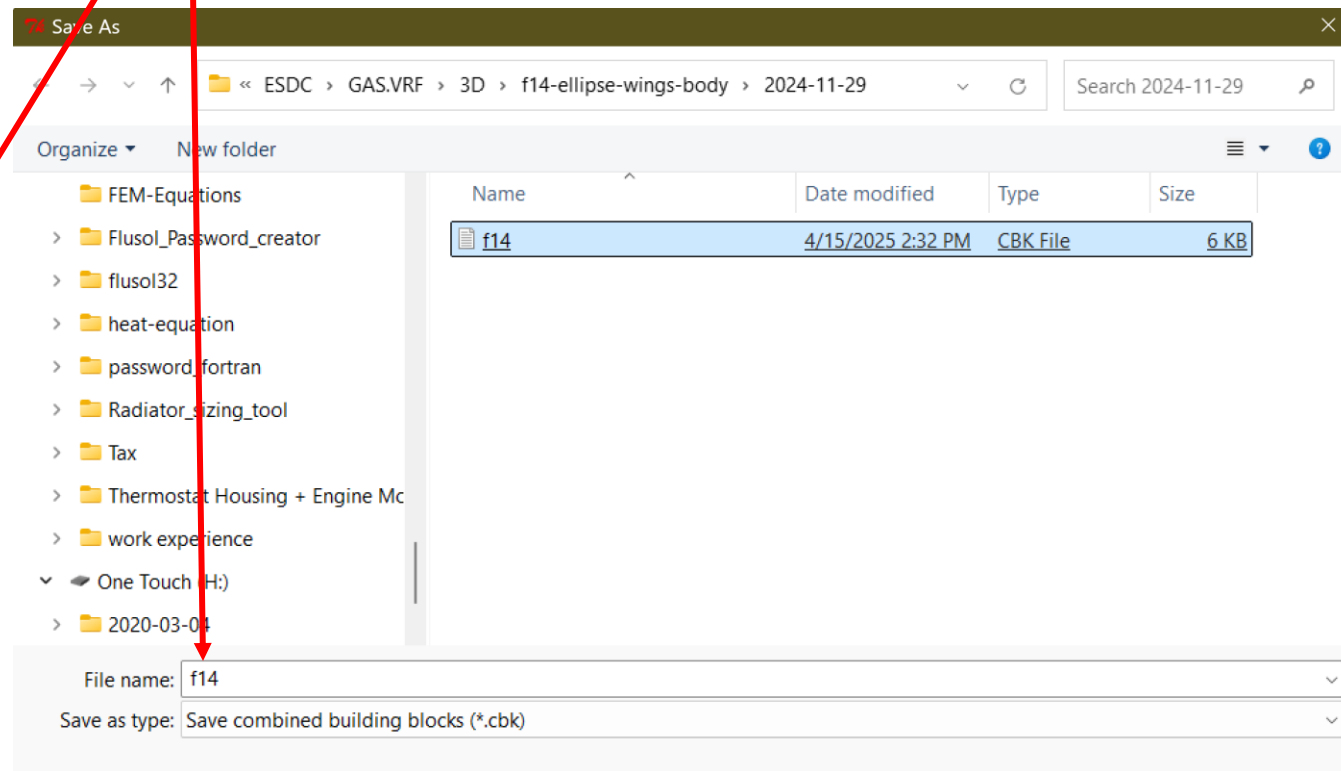 Save As
« ESDC › GAS.VRF › 3D › f14-ellipse-wings-body › 2024-11-29
Search 2024-11-29
Organize New folder
Name Date modified Type Size
f14 4/15/2025 2:32 PM CBK File 6 KB
FEM-Equations
Flusol_Password_creator
flusol32
heat-equation
password_fortran
Radiator_sizing_tool
Tax
Thermostat Housing + Engine Mc
work experience
One Touch (H:)
2020-03-04
File name: f14
Save as type: Save combined building blocks (*.cbk)